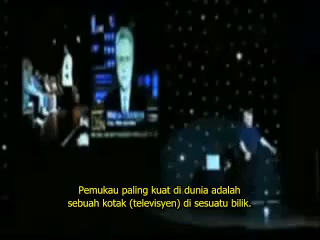 Pemukau paling kuat di dunia adalah
sebuah kotak (televisyen) di sesuatu bilik.